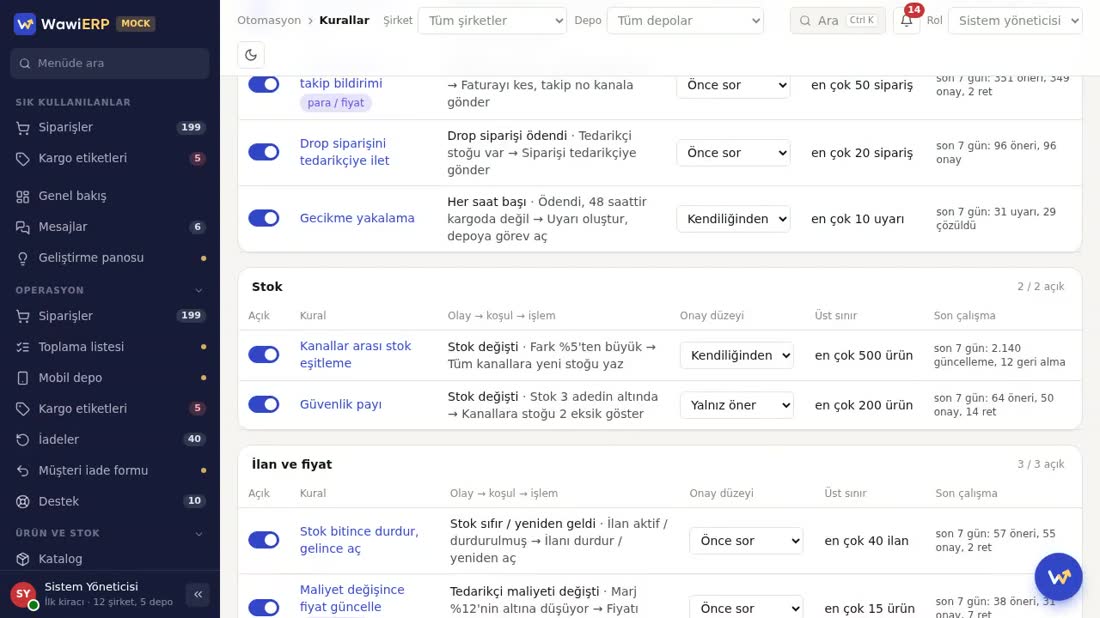 WawiERP MOCK
Menüde ara
SIK KULLANILANLAR
Siparişler 199
Kargo etiketleri 5
Genel bakış
Mesajlar 6
Geliştirme panosu
OPERASYON
Siparişler 199
Toplama listesi
Mobil depo
Kargo etiketleri 5
İadeler 40
Müşteri iade formu
Destek 10
ÜRÜN VE STOK
Katalog
SY
Sistem Yöneticisi
İlk kiracı · 12 şirket, 5 depo
Otomasyon › Kurallar Şirket Tüm şirketler Depo Tüm depolar Ara Ctrl K 14 Rol Sistem yöneticisi
takip bildirimi
para / fiyat
→ Faturayı kes, takip no kanala
gönder
Önce sor
en çok 50 sipariş
son 7 gün: 351 öneri, 349
onay, 2 ret
Drop siparişini
tedarikçiye ilet
Drop siparişi ödendi · Tedarikçi
stoğu var → Siparişi tedarikçiye
gönder
Önce sor
en çok 20 sipariş
son 7 gün: 96 öneri, 96
onay
Gecikme yakalama
Her saat başı · Ödendi, 48 saattir
kargoda değil → Uyarı oluştur,
depoya görev aç
Kendiliğinden
en çok 10 uyarı
son 7 gün: 31 uyarı, 29
çözüldü
Stok 2 / 2 açık
Açık Kural Olay → koşul → işlem Onay düzeyi Üst sınır Son çalışma
Kanallar arası stok
eşitleme
Stok değişti · Fark %5'ten büyük →
Tüm kanallara yeni stoğu yaz
Kendiliğinden
en çok 500 ürün
son 7 gün: 2.140
güncelleme, 12 geri alma
Güvenlik payı
Stok değişti · Stok 3 adedin altında
→ Kanallara stoğu 2 eksik göster
Yalnız öner
en çok 200 ürün
son 7 gün: 64 öneri, 50
onay, 14 ret
İlan ve fiyat 3 / 3 açık
Açık Kural Olay → koşul → işlem Onay düzeyi Üst sınır Son çalışma
Stok bitince durdur,
gelince aç
Stok sıfır / yeniden geldi · İlan aktif /
durdurulmuş → İlanı durdur /
yeniden aç
Önce sor
en çok 40 ilan
son 7 gün: 57 öneri, 55
onay, 2 ret
Maliyet değişince
fiyat güncelle
Tedarikçi maliyeti değişti · Marj
%12'nin altına düşüyor → Fiyatı
Önce sor
en çok 15 ürün
son 7 gün: 38 öneri, 31
onay, 7 ret